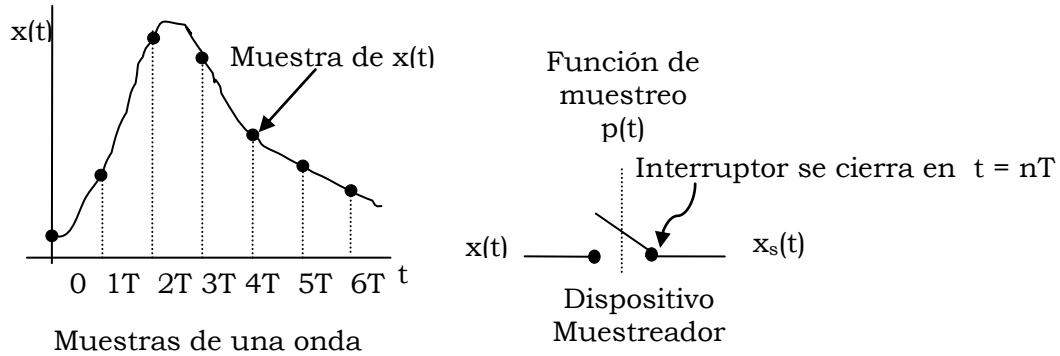 x(t)
Muestra de x(t)
0 1T 2T 3T 4T 5T 6T t
Muestras de una onda
Función de
muestreo
p(t)
Interruptor se cierra en t = nT
x(t)
xₛ(t)
Dispositivo
Muestreador